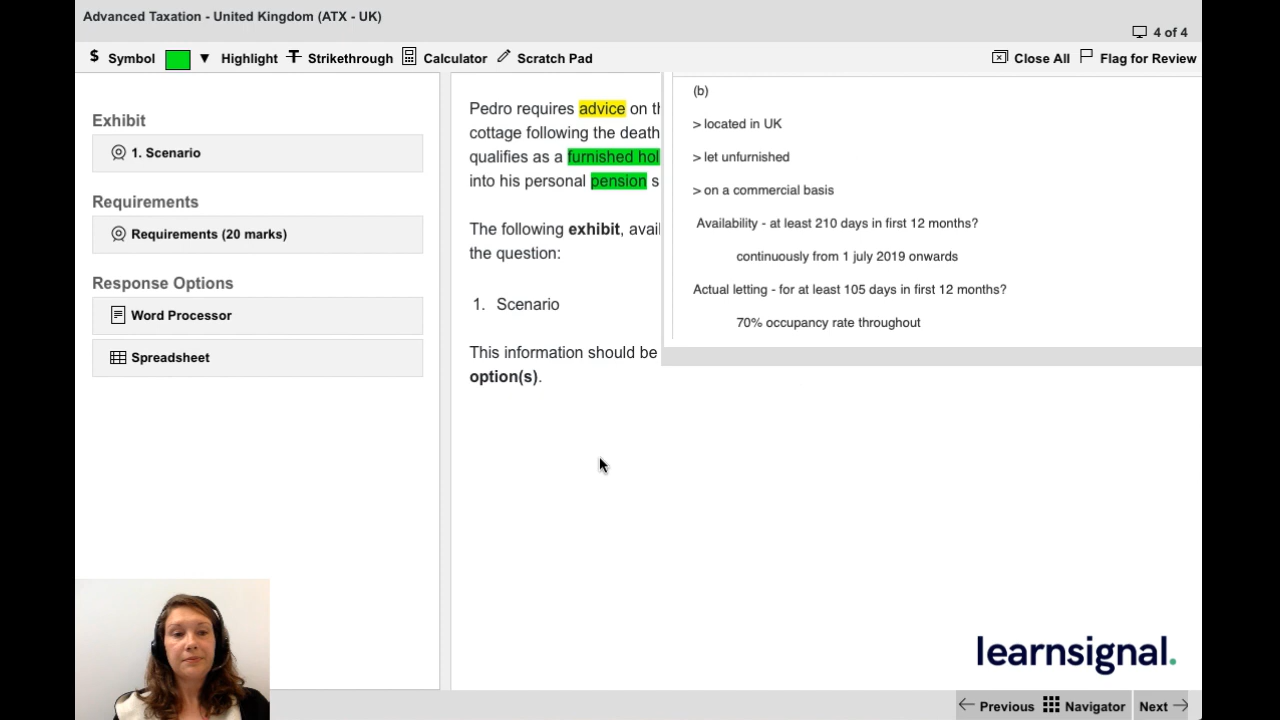 Advanced Taxation - United Kingdom (ATX - UK)
4 of 4
$ Symbol ▼ Highlight Strikethrough Calculator Scratch Pad Close All Flag for Review
Exhibit
1. Scenario
Requirements
Requirements (20 marks)
Response Options
Word Processor
Spreadsheet
Pedro requires advice on th
cottage following the death
qualifies as a furnished hol
into his personal pension s
The following exhibit, avail
the question:
1. Scenario
This information should be
option(s).
(b)
> located in UK
> let unfurnished
> on a commercial basis
Availability - at least 210 days in first 12 months?
continuously from 1 july 2019 onwards
Actual letting - for at least 105 days in first 12 months?
70% occupancy rate throughout
learnsignal.
Previous Navigator Next